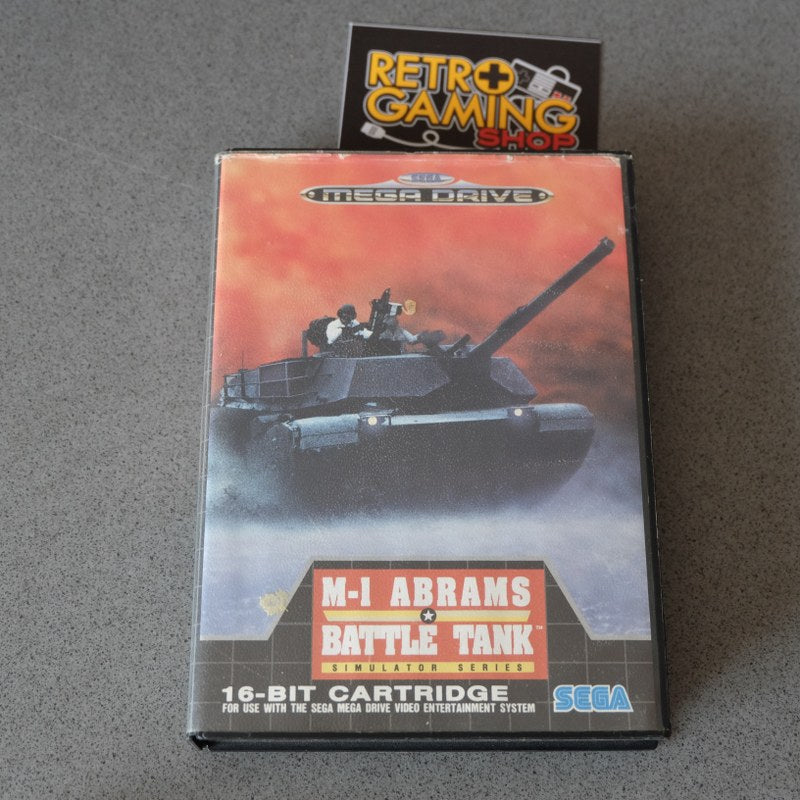 RETRO
GAMING
SHOP
SEGA
MEGA DRIVE
M-1 ABRAMS
BATTLE TANK™
SIMULATOR SERIES
16-BIT CARTRIDGE
FOR USE WITH THE SEGA MEGA DRIVE VIDEO ENTERTAINMENT SYSTEM
SEGA